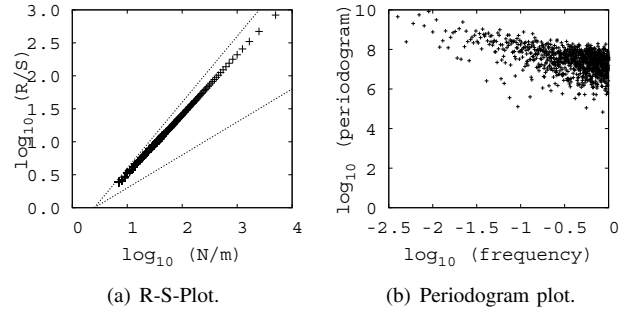 3.0
2.5
2.0
1.5
1.0
0.5
0.0
log10 (R/S)
0 1 2 3 4
log10 (N/m)
(a) R-S-Plot.
10
8
6
4
2
0
log10 (periodogram)
-2.5 -2 -1.5 -1 -0.5 0
log10 (frequency)
(b) Periodogram plot.